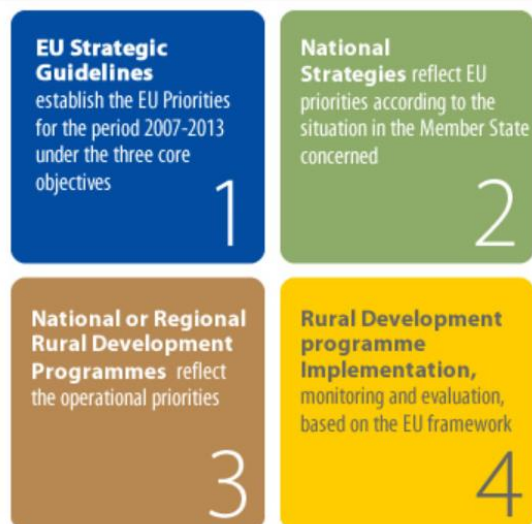 EU Strategic
Guidelines
establish the EU Priorities
for the period 2007-2013
under the three core
objectives
1
National
Strategies reflect EU
priorities according to the
situation in the Member State
concerned
2
National or Regional
Rural Development
Programmes reflect
the operational priorities
3
Rural Development
programme
Implementation,
monitoring and evaluation,
based on the EU framework
4